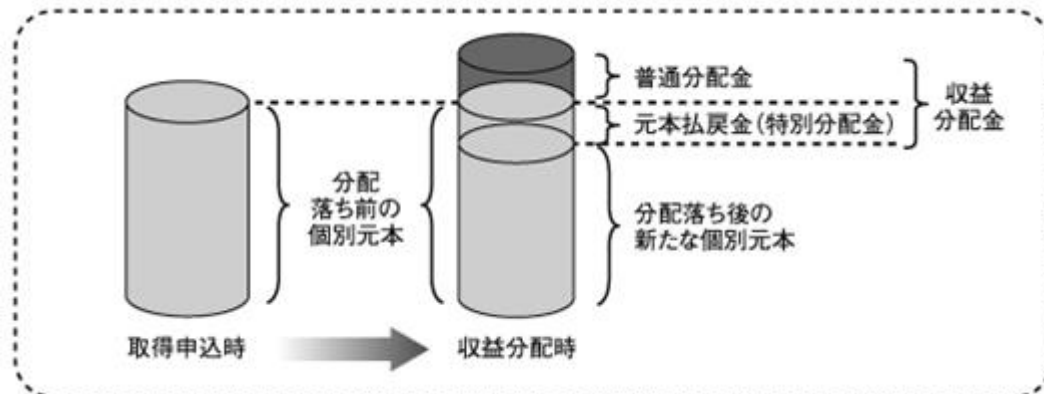 普通分配金
元本払戻金(特別分配金)
収益
分配金
分配
落ち前の
個別元本
分配落ち後の
新たな個別元本
取得申込時
収益分配時